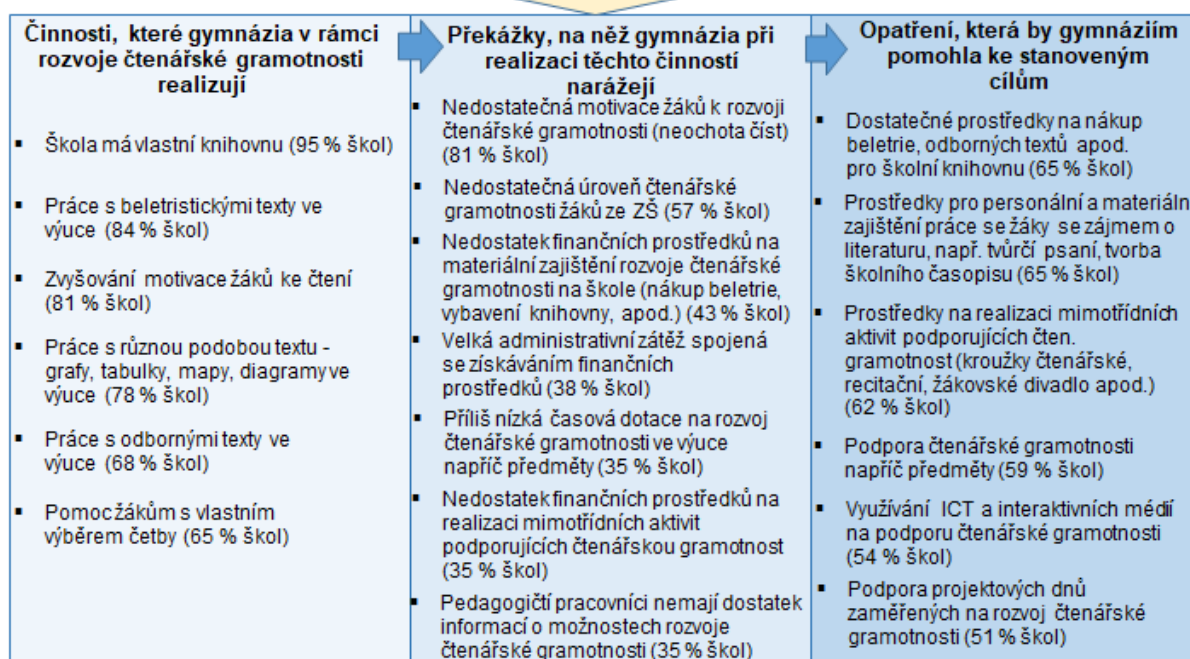 Činnosti, které gymnázia v rámci
rozvoje čtenářské gramotnosti
realizují
▪ Škola má vlastní knihovnu (95 % škol)
▪ Práce s beletristickými texty ve
výuce (84 % škol)
▪ Zvyšování motivace žáků ke čtení
(81 % škol)
▪ Práce s různou podobou textu -
grafy, tabulky, mapy, diagramy ve
výuce (78 % škol)
▪ Práce s odbornými texty ve
výuce (68 % škol)
▪ Pomoc žákům s vlastním
výběrem četby (65 % škol)
Překážky, na něž gymnázia při
realizaci těchto činností
narážejí
▪ Nedostatečná motivace žáků k rozvoji
čtenářské gramotnosti (neochota číst)
(81 % škol)
▪ Nedostatečná úroveň čtenářské
gramotnosti žáků ze ZŠ (57 % škol)
▪ Nedostatek finančních prostředků na
materiální zajištění rozvoje čtenářské
gramotnosti na škole (nákup beletrie,
vybavení knihovny, apod.) (43 % škol)
▪ Velká administrativní zátěž spojená
se získáváním finančních
prostředků (38 % škol)
▪ Příliš nízká časová dotace na rozvoj
čtenářské gramotnosti ve výuce
napříč předměty (35 % škol)
▪ Nedostatek finančních prostředků na
realizaci mimotřídních aktivit
podporujících čtenářskou gramotnost
(35 % škol)
▪ Pedagogičtí pracovníci nemají dostatek
informací o možnostech rozvoje
čtenářské gramotnosti (35 % škol)
Opatření, která by gymnáziím
pomohla ke stanoveným
cílům
▪ Dostatečné prostředky na nákup
beletrie, odborných textů apod.
pro školní knihovnu (65 % škol)
▪ Prostředky pro personální a materiáln
zajištění práce se žáky se zájmem o
literaturu, např. tvůrčí psaní, tvorba
školního časopisu (65 % škol)
▪ Prostředky na realizaci mimotřídních
aktivit podporujících čten.
gramotnost (kroužky čtenářské,
recitační, žákovské divadlo apod.)
(62 % škol)
▪ Podpora čtenářské gramotnosti
napříč předměty (59 % škol)
▪ Využívání ICT a interaktivních médií
na podporu čtenářské gramotnosti
(54 % škol)
▪ Podpora projektových dnů
zaměřených na rozvoj čtenářské
gramotnosti (51 % škol)